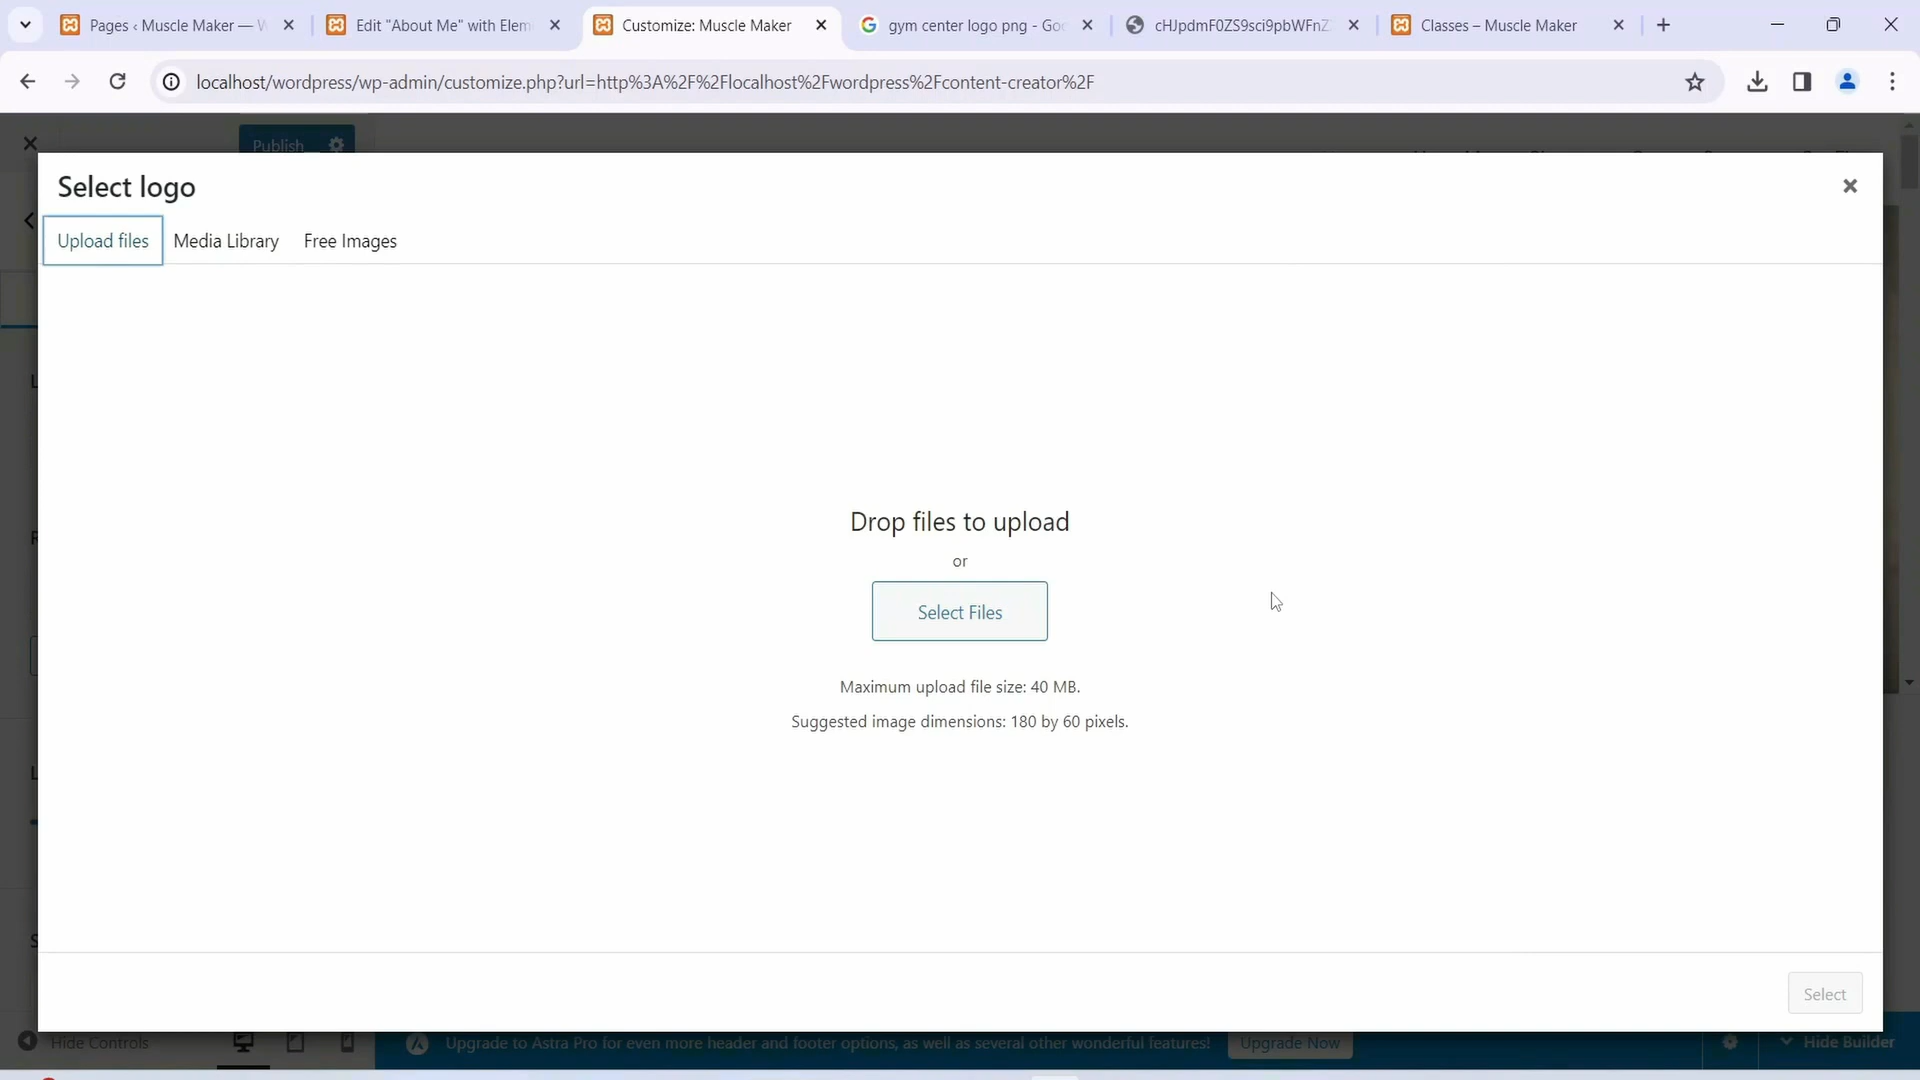 Pages ‹ Muscle Maker — W
Edit "About Me" with Elem
Customize: Muscle Maker
gym center logo png - Goo
cHJpdmF0ZS9sci9pbWFnZ
Classes – Muscle Maker
localhost/wordpress/wp-admin/customize.php?url=http%3A%2F%2Flocalhost%2Fwordpress%2Fcontent-creator%2F
Publish
Select logo
Upload files
Media Library
Free Images
Drop files to upload
or
Select Files
Maximum upload file size: 40 MB.
Suggested image dimensions: 180 by 60 pixels.
Select
Hide Controls
Upgrade to Astra Pro for even more header and footer options, as well as several other wonderful features!
Upgrade Now
Hide Builder